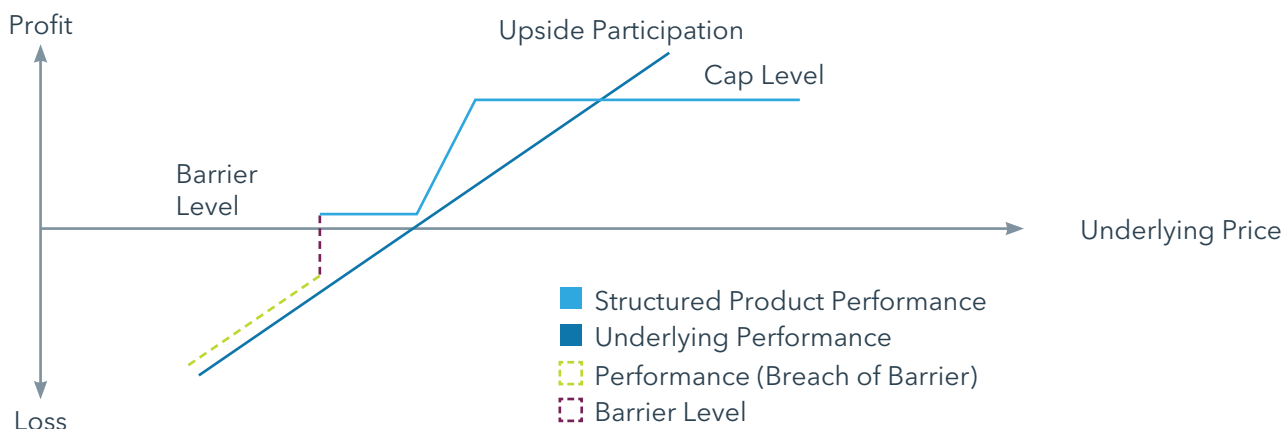 Profit
Upside Participation
Cap Level
Barrier
Level
Underlying Price
Structured Product Performance
Underlying Performance
Performance (Breach of Barrier)
Barrier Level
Loss